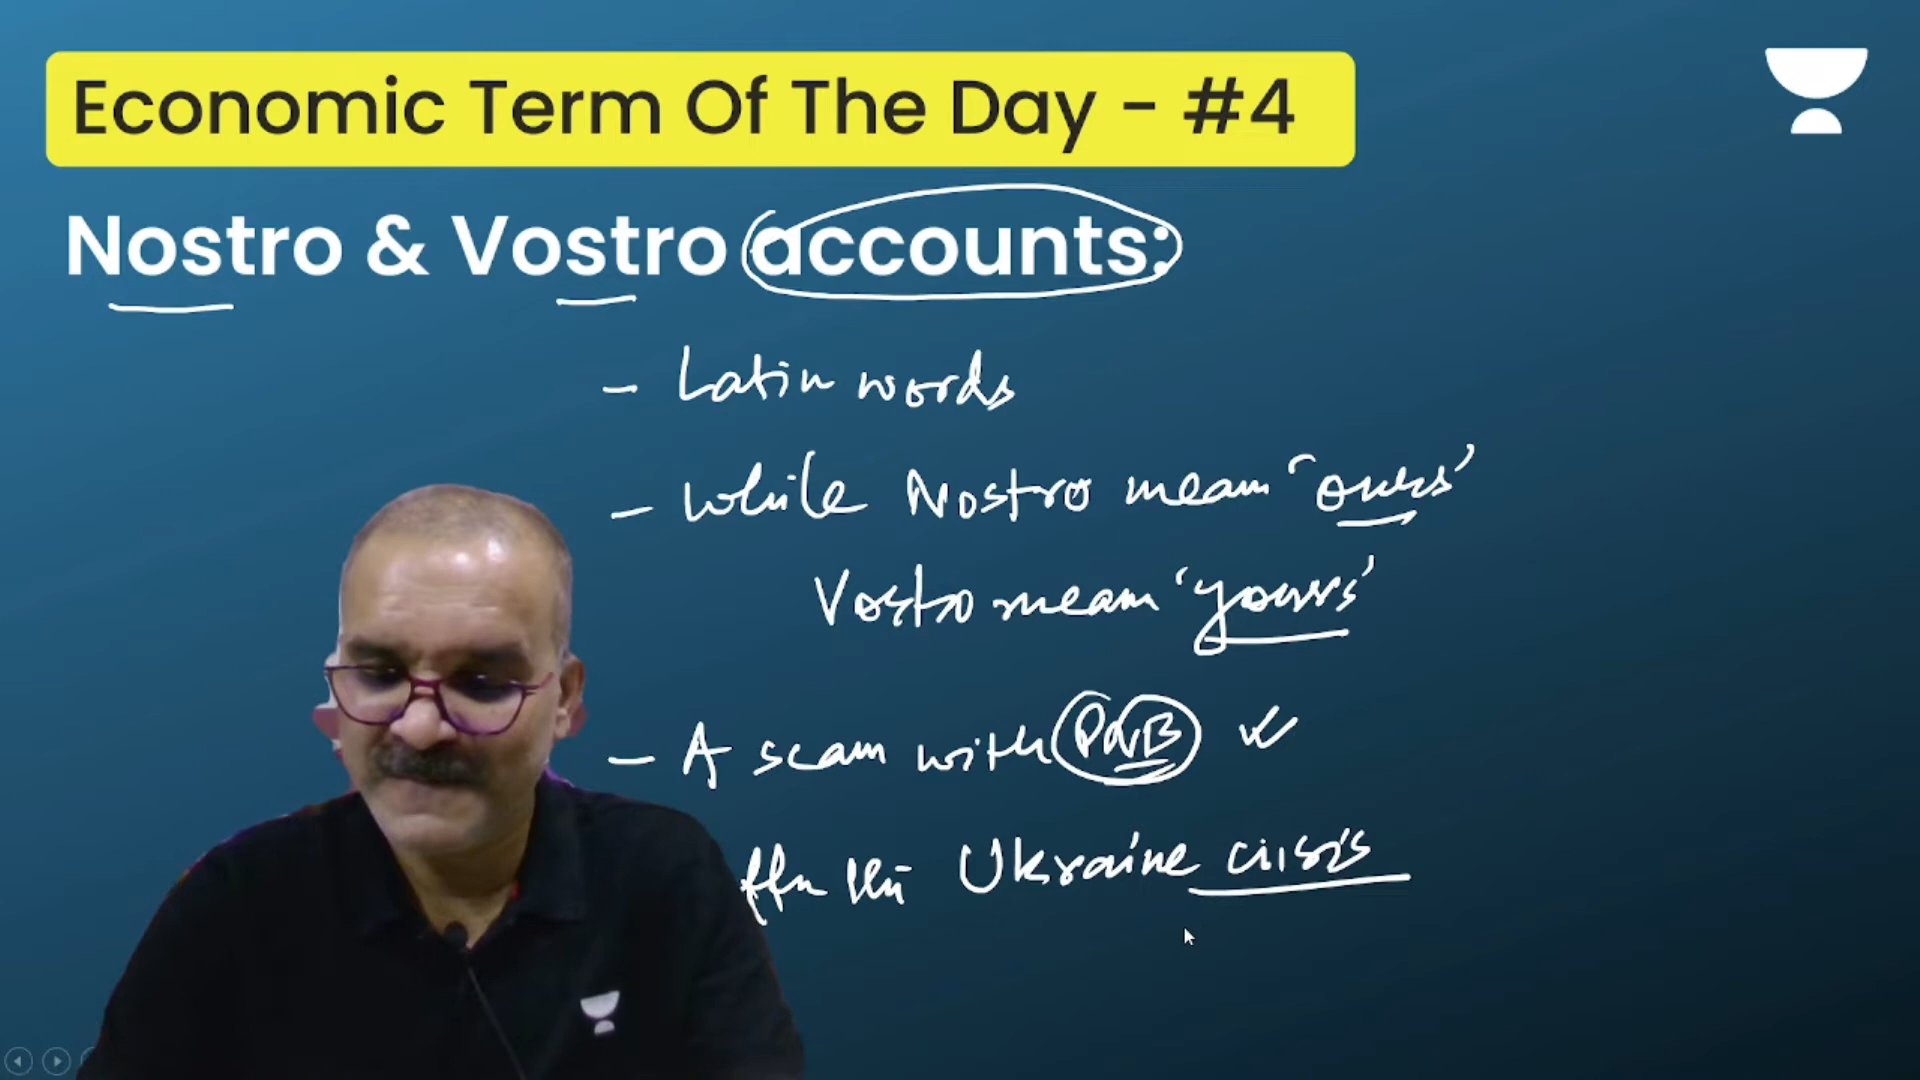 Economic Term Of The Day - #4
Nostro & Vostro accounts:
- Latin words
- While Nostro mean 'ours'
Vostro mean 'yours'
- A scam with PNB
Ukraine crisis